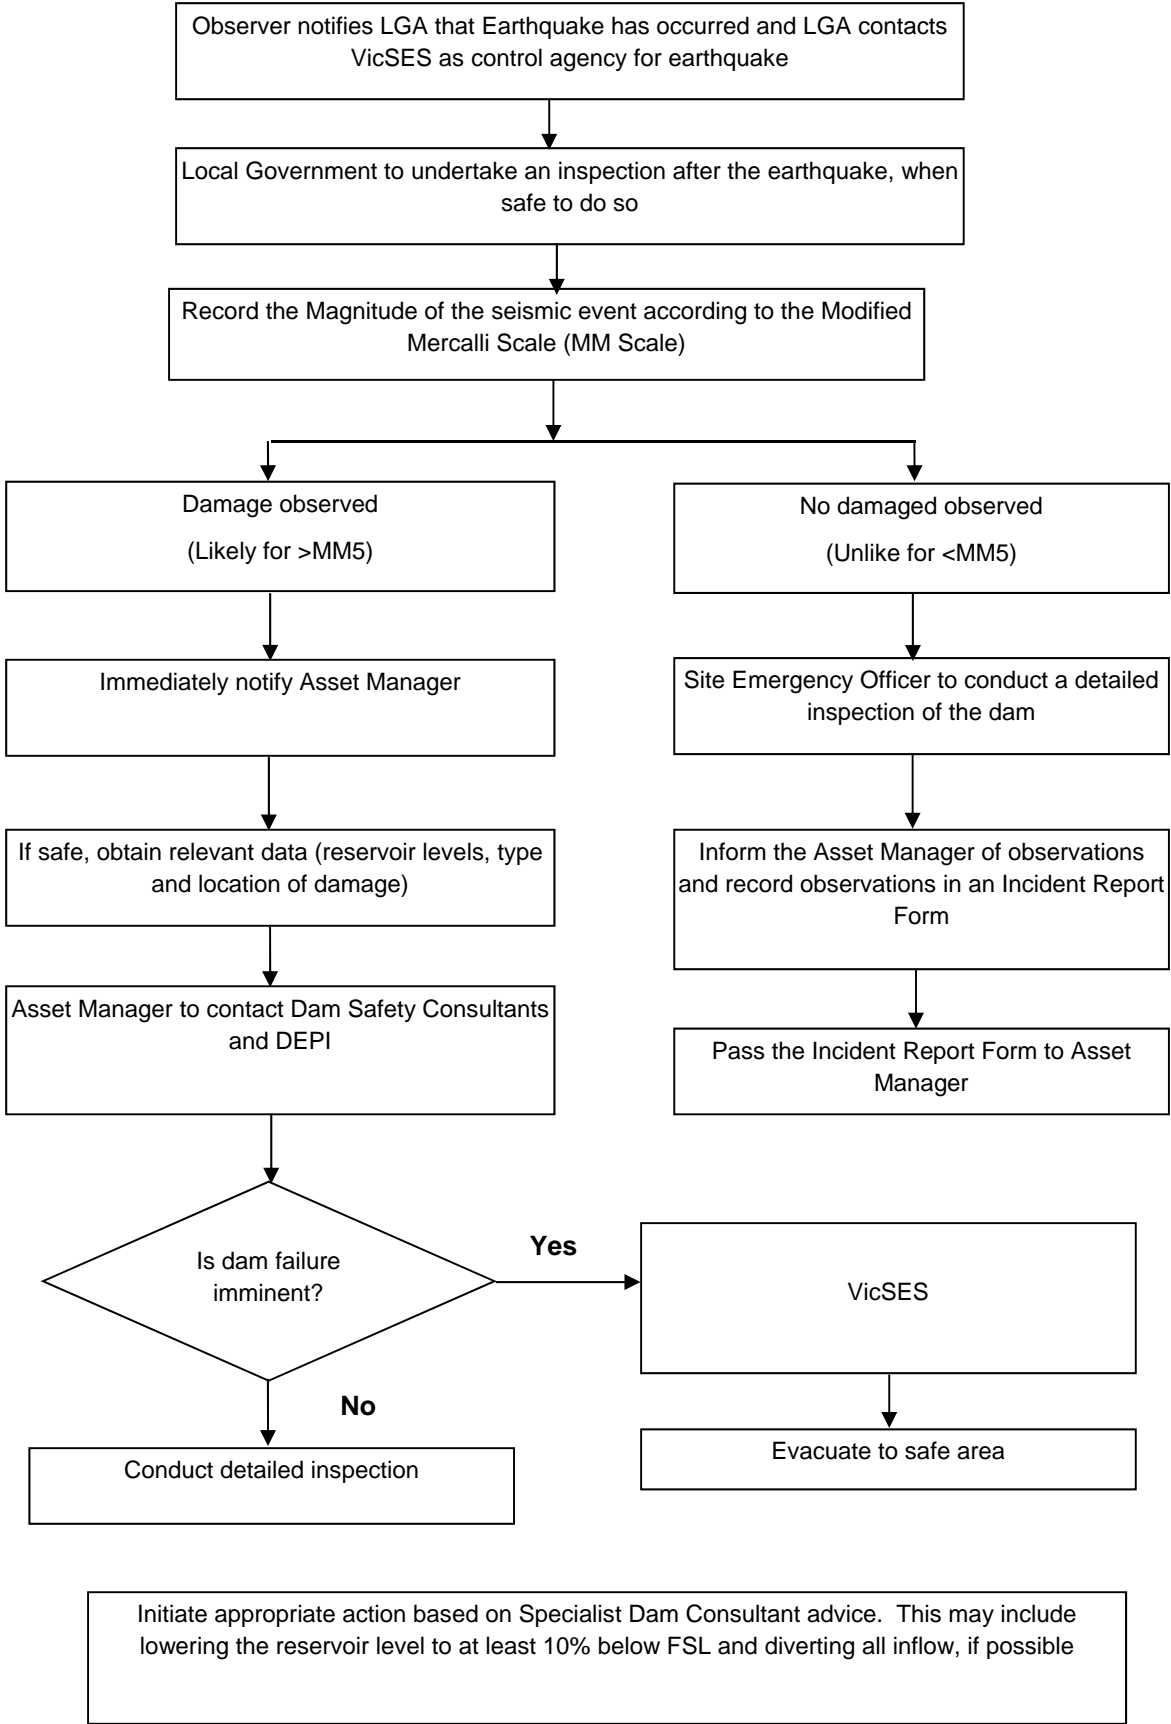 Observer notifies LGA that Earthquake has occurred and LGA contacts
VicSES as control agency for earthquake
Local Government to undertake an inspection after the earthquake, when
safe to do so
Record the Magnitude of the seismic event according to the Modified
Mercalli Scale (MM Scale)
Damage observed
(Likely for >MM5)
No damaged observed
(Unlike for <MM5)
Immediately notify Asset Manager
Site Emergency Officer to conduct a detailed
inspection of the dam
If safe, obtain relevant data (reservoir levels, type
and location of damage)
Inform the Asset Manager of observations
and record observations in an Incident Report
Form
Asset Manager to contact Dam Safety Consultants
and DEPI
Pass the Incident Report Form to Asset
Manager
Is dam failure
imminent?
Yes
VicSES
No
Evacuate to safe area
Conduct detailed inspection
Initiate appropriate action based on Specialist Dam Consultant advice.  This may include
lowering the reservoir level to at least 10% below FSL and diverting all inflow, if possible